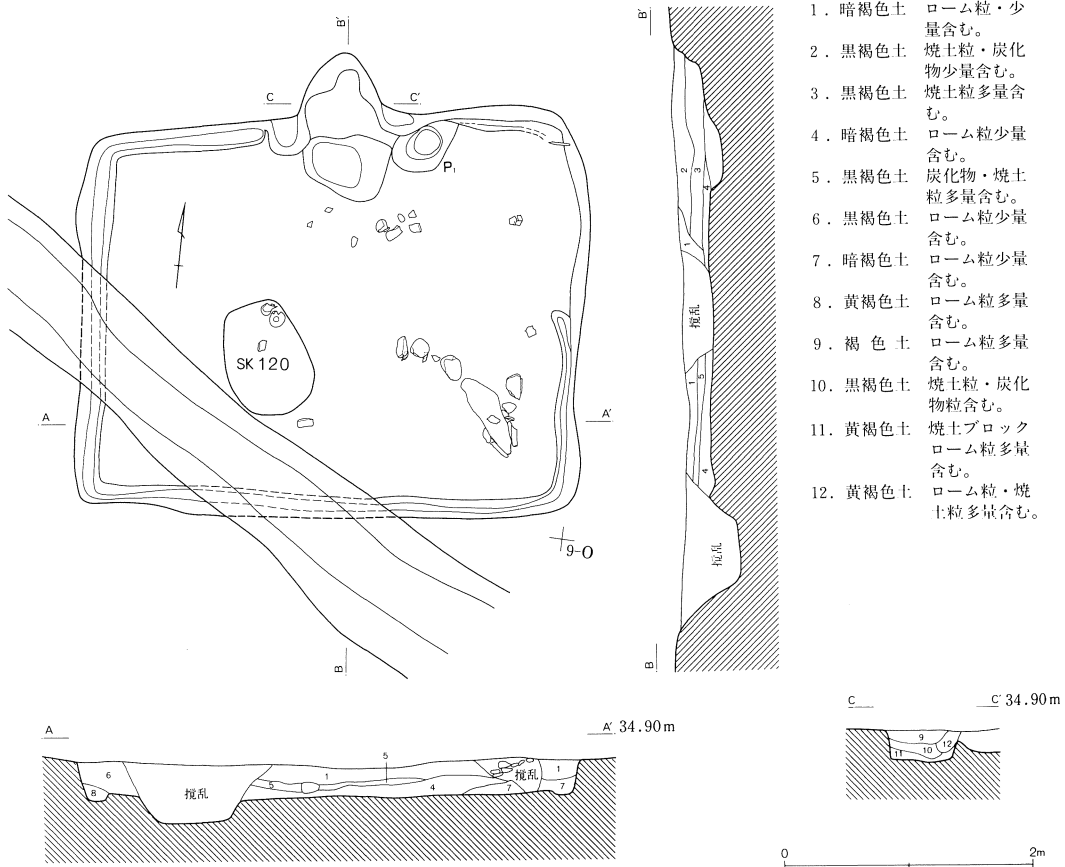 1．暗褐色土　ローム粒・少
量含む。
2．黒褐色土　焼土粒・炭化
物少量含む。
3．黒褐色土　焼土粒多量含
む。
4．暗褐色土　ローム粒少量
含む。
5．黒褐色土　炭化物・焼土
粒多量含む。
6．黒褐色土　ローム粒少量
含む。
7．暗褐色土　ローム粒少量
含む。
8．黄褐色土　ローム粒多量
含む。
9．褐色土　ローム粒多量
含む。
10．黒褐色土　焼土粒・炭化
物粒含む。
11．黄褐色土　焼土ブロック
ローム粒多量
含む。
12．黄褐色土　ローム粒・焼
土粒多量含む。
B'
C C'
P1
SK120
A A'
9-O
B
B'
2 3 4
1
撹乱
1 5
4
撹乱
B
A A' 34.90m
6 8 撹乱 5 1 5 4 7 撹乱 1 7
C C' 34.90m
9 10 11 12
0 2m